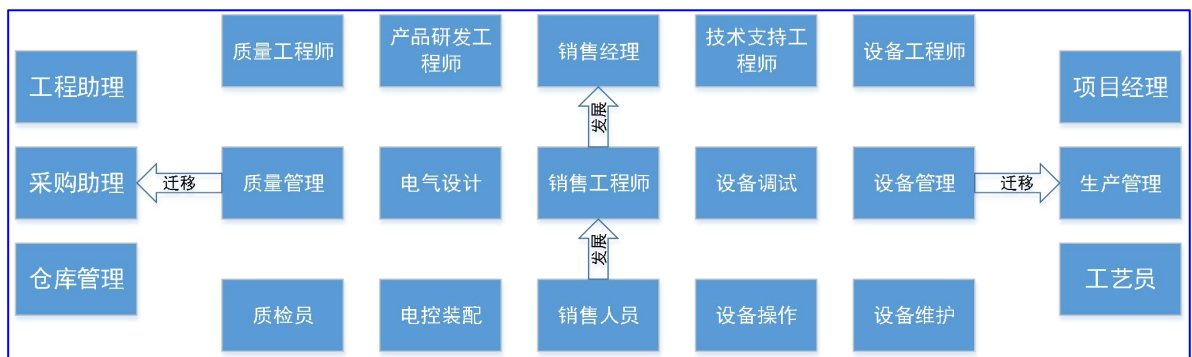 质量工程师
产品研发工
程师
销售经理
技术支持工
程师
设备工程师
工程助理
项目经理
发展
采购助理
迁移
质量管理
电气设计
销售工程师
设备调试
设备管理
迁移
生产管理
发展
仓库管理
工艺员
质检员
电控装配
销售人员
设备操作
设备维护